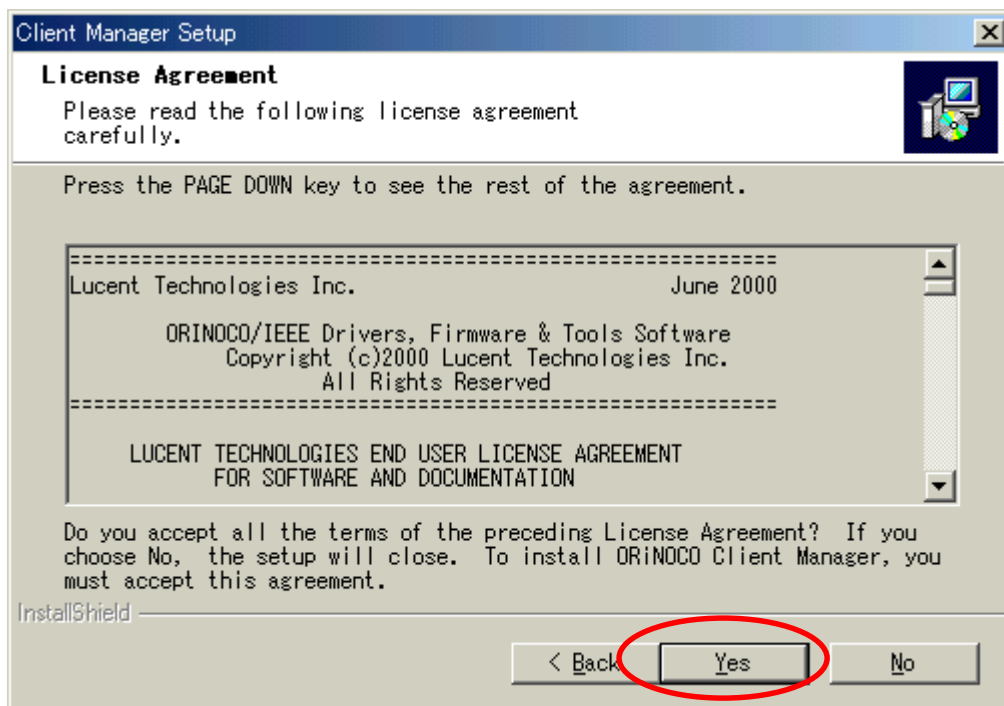 Client Manager Setup
License Agreement
Please read the following license agreement
carefully.
Press the PAGE DOWN key to see the rest of the agreement.
============================================================
Lucent Technologies Inc. June 2000
ORINOCO/IEEE Drivers, Firmware & Tools Software
Copyright (c)2000 Lucent Technologies Inc.
All Rights Reserved
============================================================
LUCENT TECHNOLOGIES END USER LICENSE AGREEMENT
FOR SOFTWARE AND DOCUMENTATION
Do you accept all the terms of the preceding License Agreement? If you
choose No, the setup will close. To install ORiNOCO Client Manager, you
must accept this agreement.
InstallShield
< Back Yes No